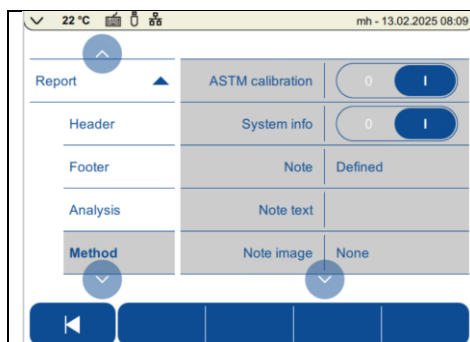 22 °C mh - 13.02.2025 08:09
Report ASTM calibration 0 I
Header System info 0 I
Footer Note Defined
Analysis Note text
Method Note image None